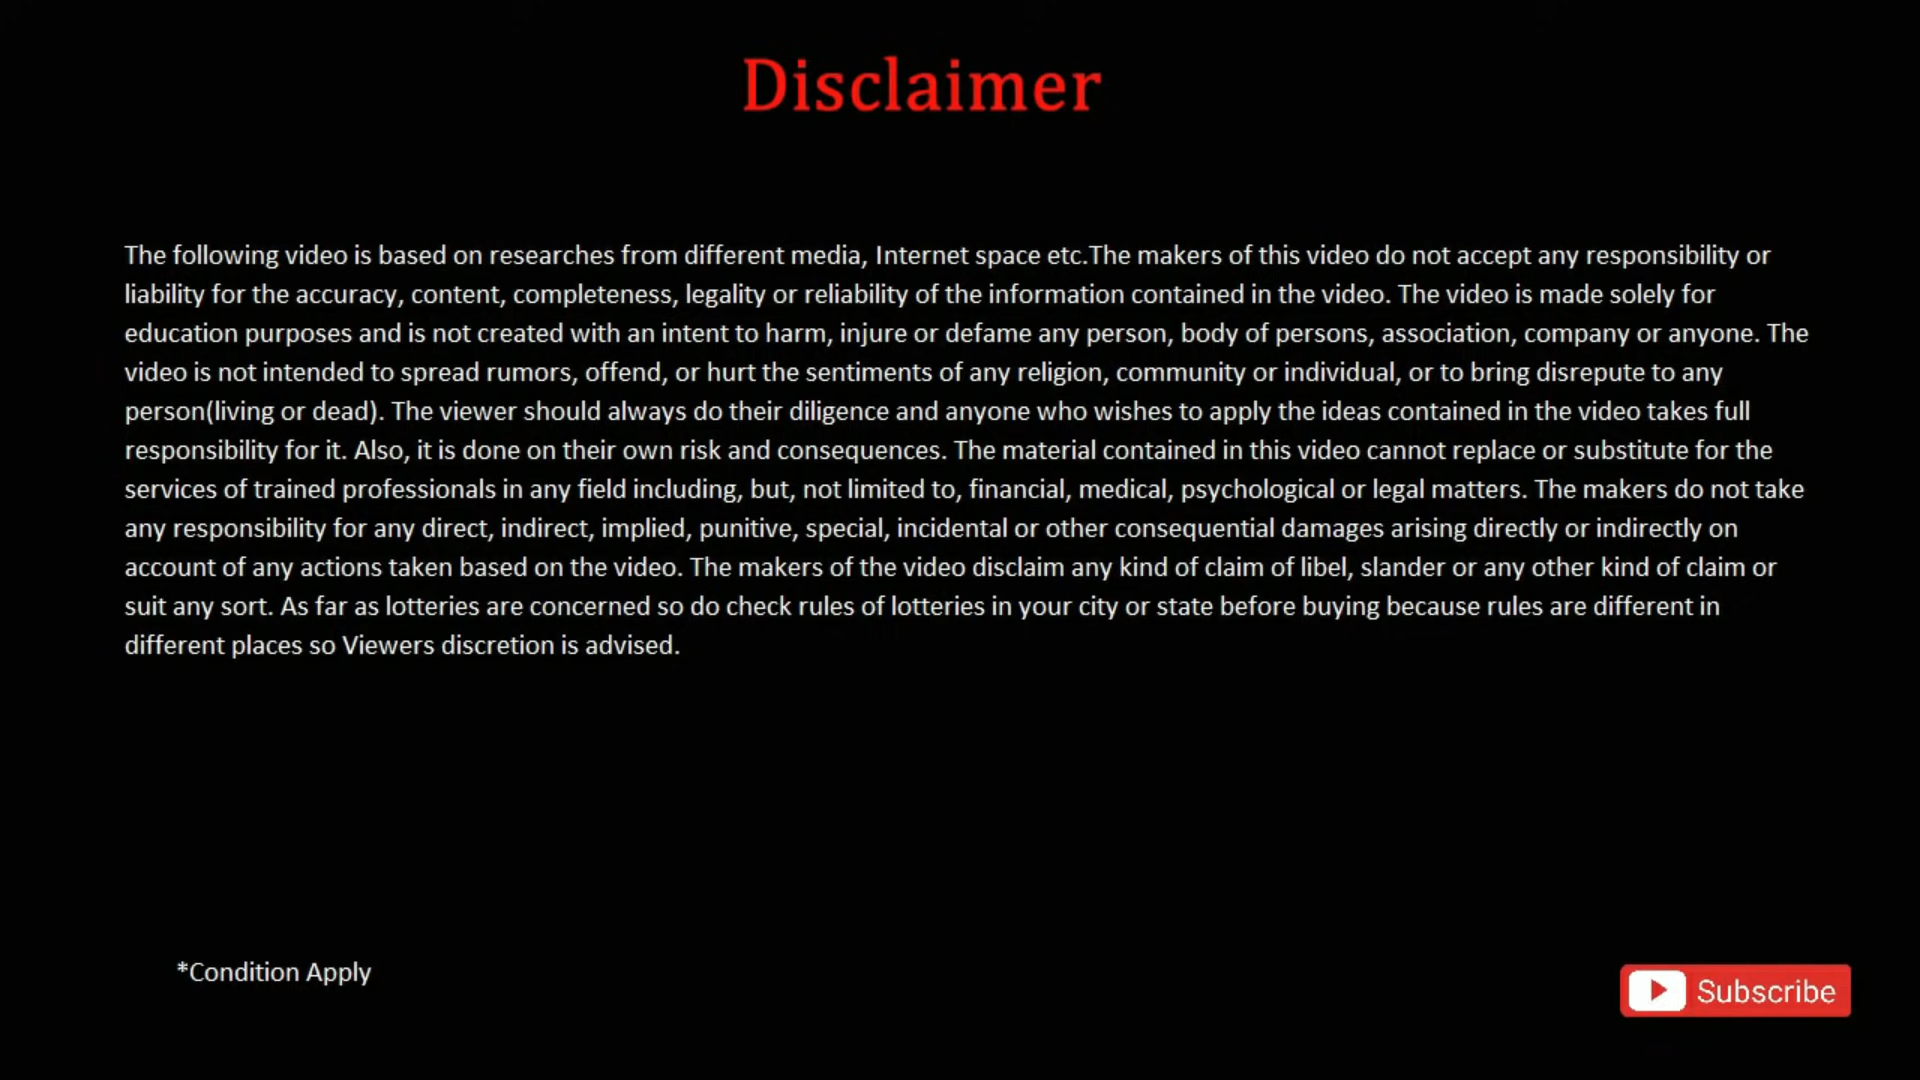 Disclaimer
The following video is based on researches from different media, Internet space etc.The makers of this video do not accept any responsibility or
liability for the accuracy, content, completeness, legality or reliability of the information contained in the video. The video is made solely for
education purposes and is not created with an intent to harm, injure or defame any person, body of persons, association, company or anyone. The
video is not intended to spread rumors, offend, or hurt the sentiments of any religion, community or individual, or to bring disrepute to any
person(living or dead). The viewer should always do their diligence and anyone who wishes to apply the ideas contained in the video takes full
responsibility for it. Also, it is done on their own risk and consequences. The material contained in this video cannot replace or substitute for the
services of trained professionals in any field including, but, not limited to, financial, medical, psychological or legal matters. The makers do not take
any responsibility for any direct, indirect, implied, punitive, special, incidental or other consequential damages arising directly or indirectly on
account of any actions taken based on the video. The makers of the video disclaim any kind of claim of libel, slander or any other kind of claim or
suit any sort. As far as lotteries are concerned so do check rules of lotteries in your city or state before buying because rules are different in
different places so Viewers discretion is advised.
*Condition Apply
Subscribe